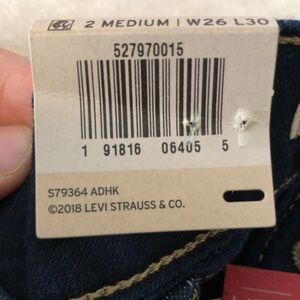 2 MEDIUM | W26 L30
527970015
1 91816 06405 5
S79364 ADHK
©2018 LEVI STRAUSS & CO.